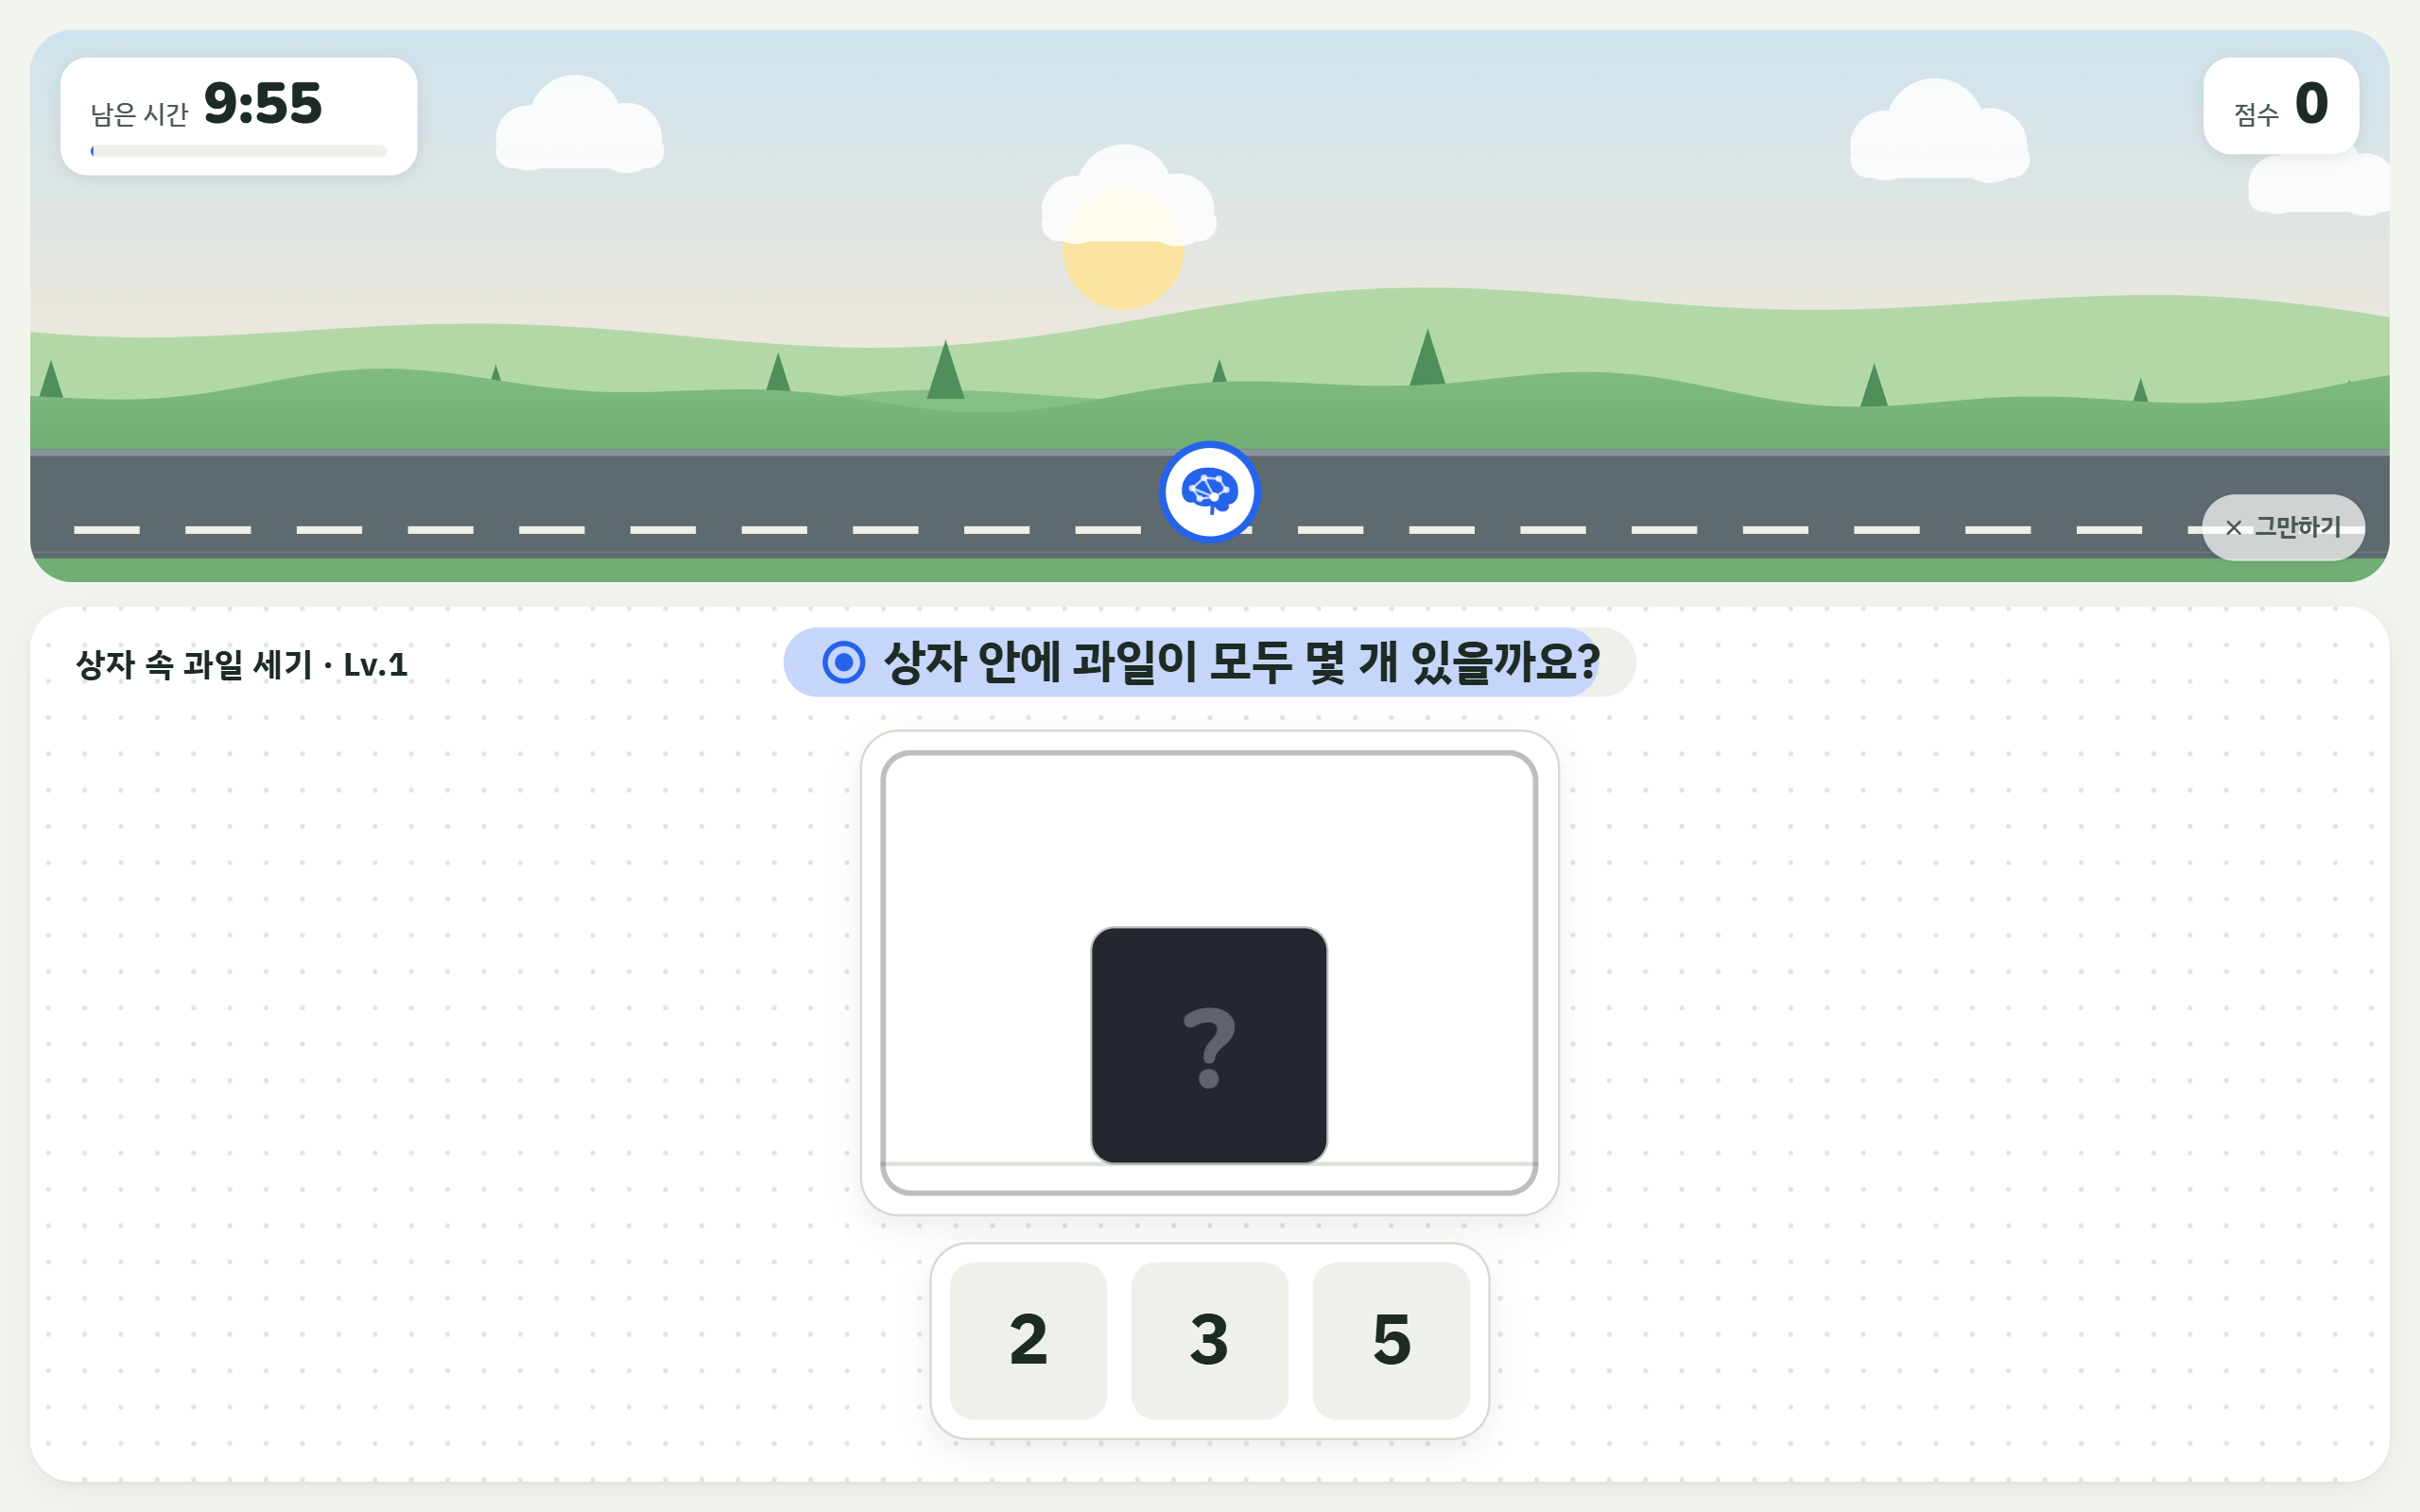 남은 시간 9:55
점수 0
× 그만하기
상자 속 과일 세기 · Lv.1
상자 안에 과일이 모두 몇 개 있을까요?
?
2 3 5